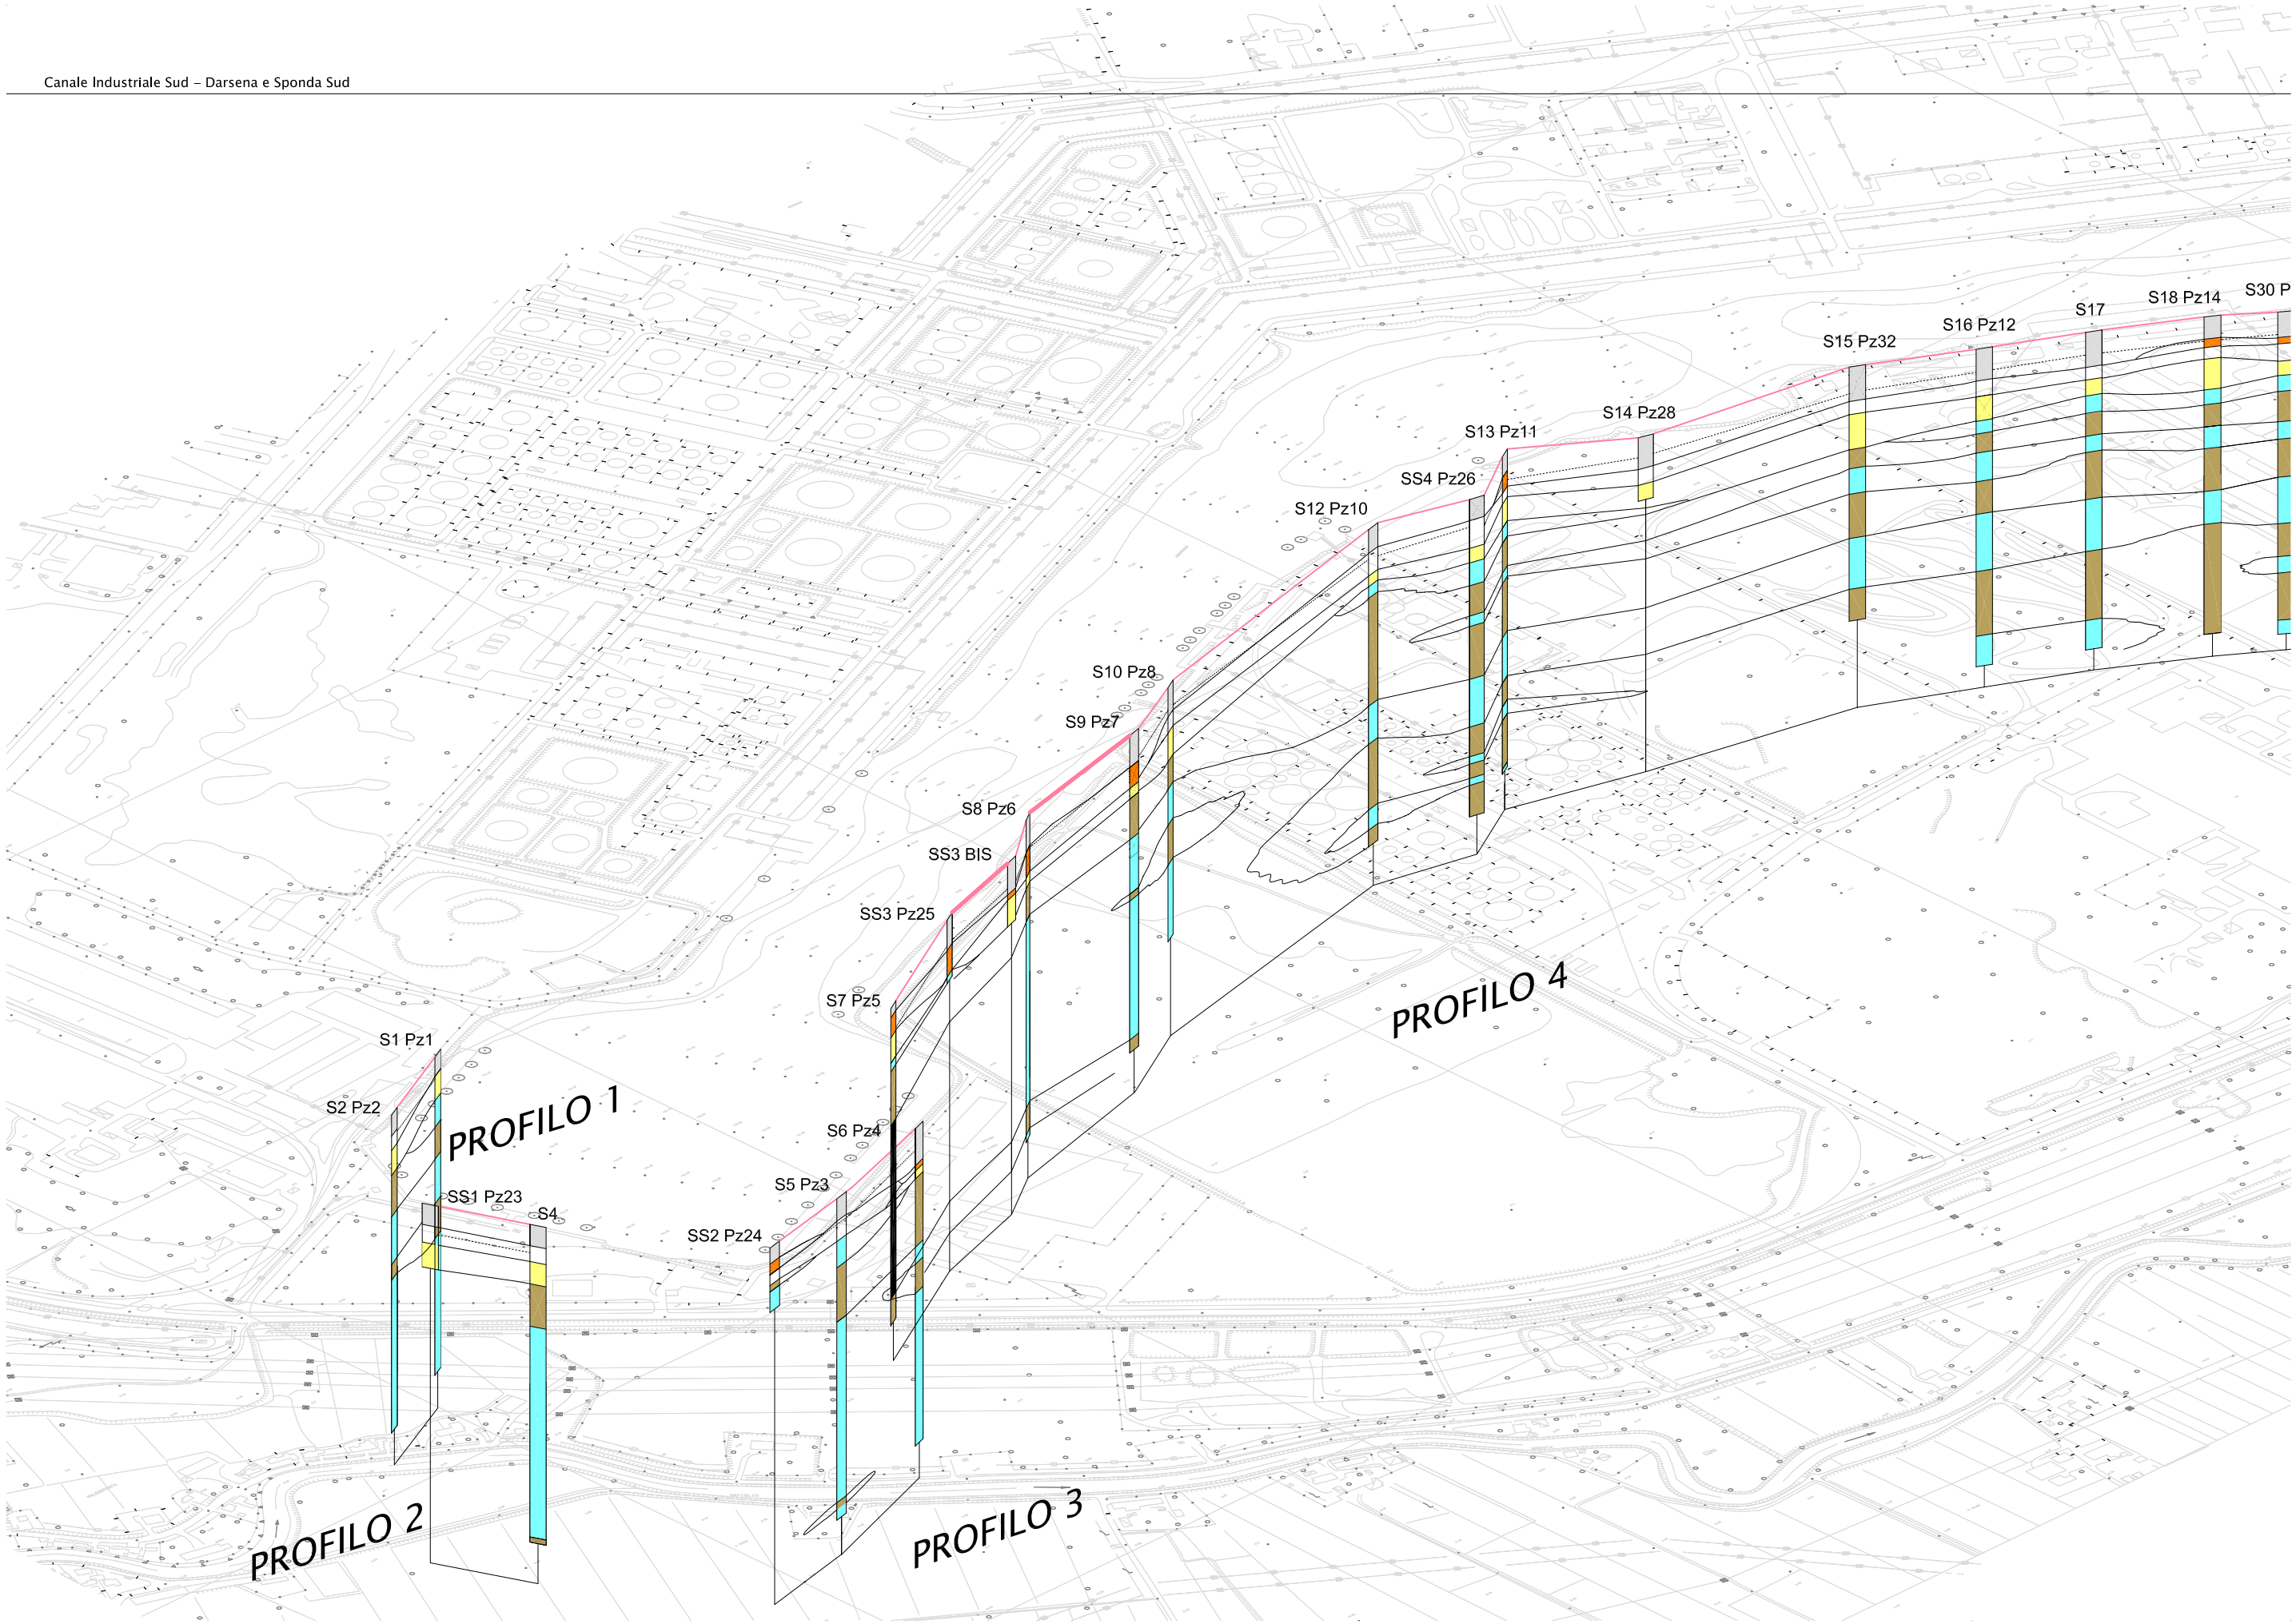 Canale Industriale Sud – Darsena e Sponda Sud
S30 P
S18 Pz14
S17
S16 Pz12
S15 Pz32
S14 Pz28
S13 Pz11
SS4 Pz26
S12 Pz10
S10 Pz8
S9 Pz7
S8 Pz6
SS3 BIS
SS3 Pz25
PROFILO 4
S7 Pz5
S1 Pz1
S2 Pz2
PROFILO 1
S6 Pz4
S5 Pz3
SS1 Pz23
S4
SS2 Pz24
PROFILO 2
PROFILO 3